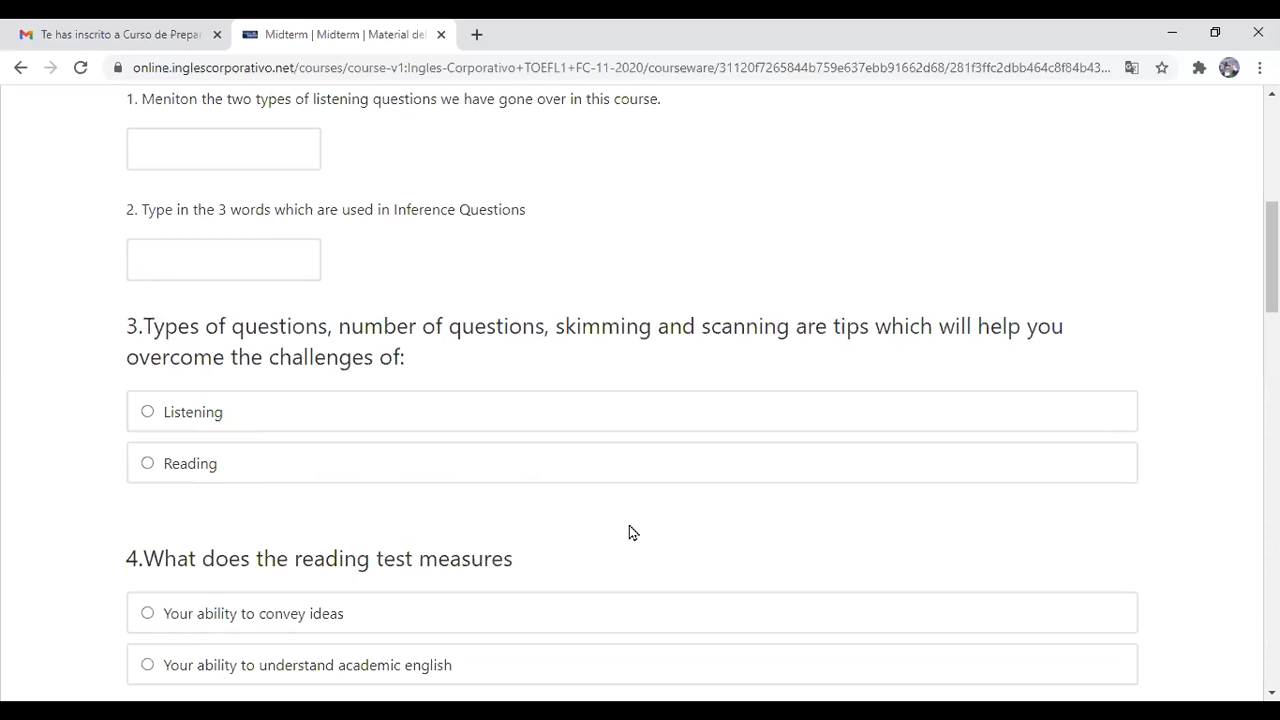 Te has inscrito a Curso de Prepar
Midterm | Midterm | Material del
online.inglescorporativo.net/courses/course-v1:Ingles-Corporativo+TOEFL1+FC-11-2020/courseware/31120f7265844b759e637ebb91662d68/281f3ffc2dbb464c8f84b43...
1. Meniton the two types of listening questions we have gone over in this course.
2. Type in the 3 words which are used in Inference Questions
3.Types of questions, number of questions, skimming and scanning are tips which will help you
overcome the challenges of:
Listening
Reading
4.What does the reading test measures
Your ability to convey ideas
Your ability to understand academic english